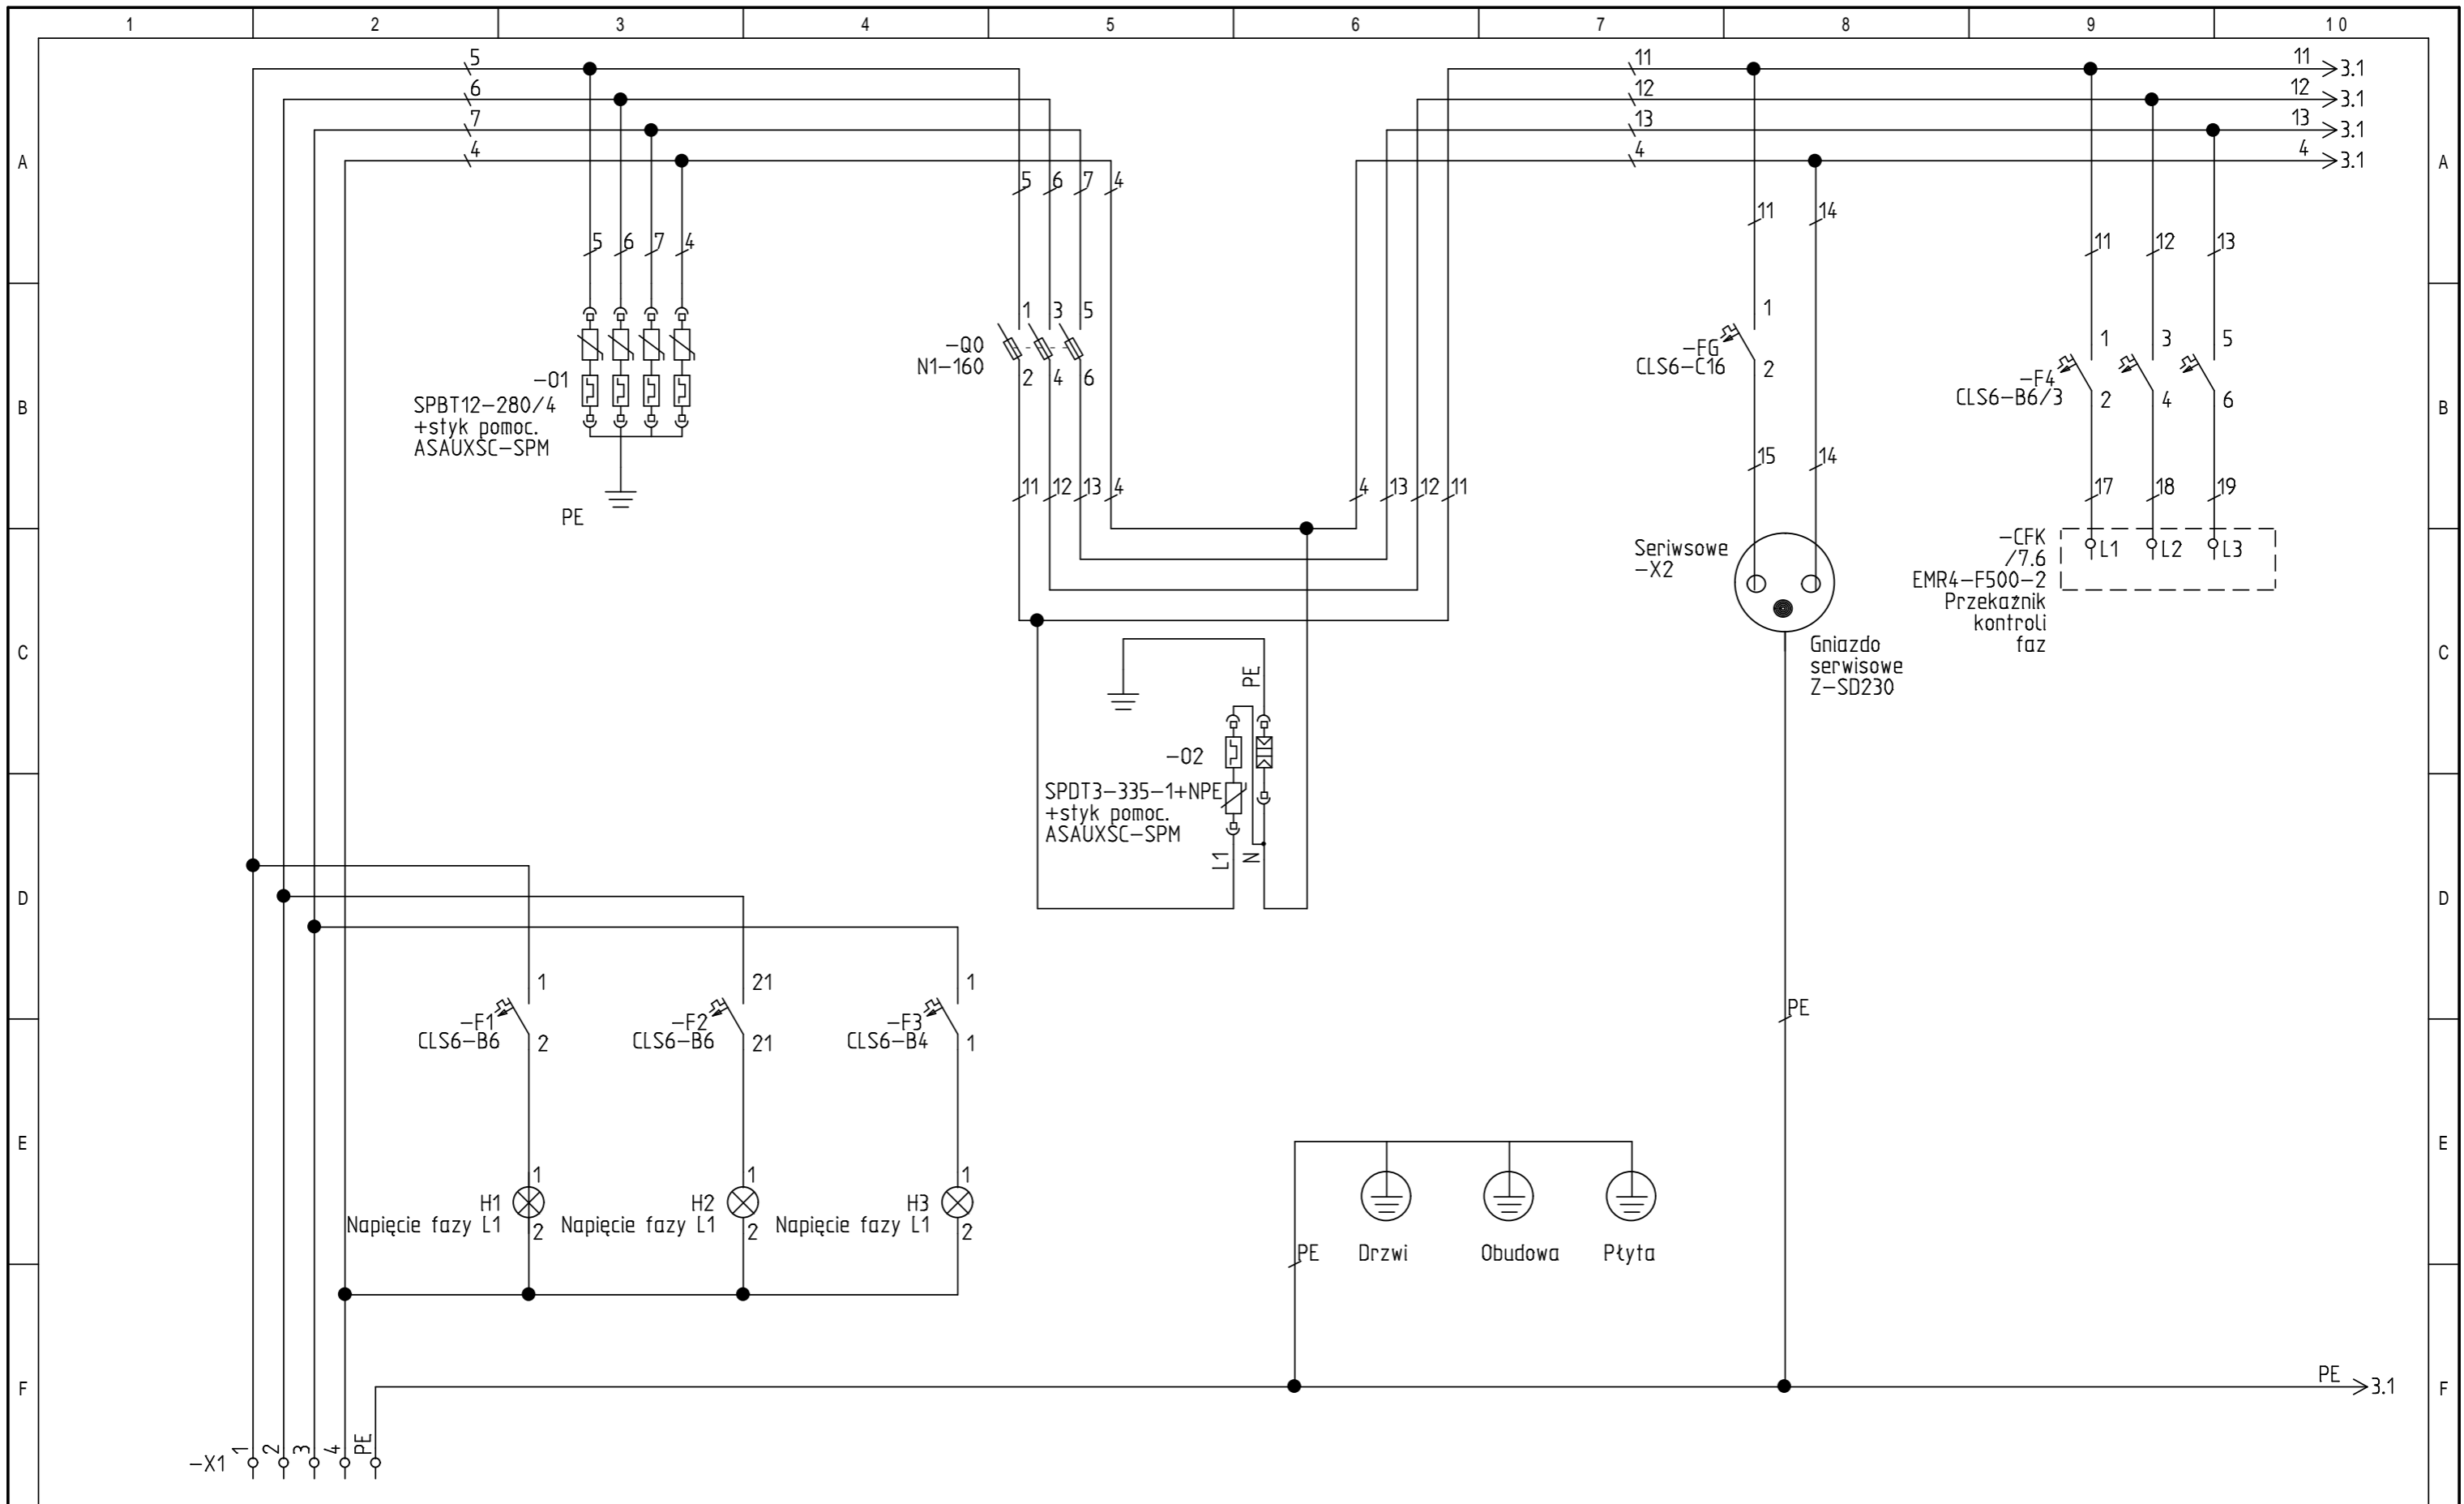 1 2 3 4 5 6 7 8 9 10
5 11 11 3.1
6 12 12 3.1
7 13 13 3.1
4 4 4 3.1
A A
5 6 7 4
11 14
5 6 7 4
11 12 13
1 3 5
-Q0
N1-160
2 4 6
1
-FG
CLS6-C16
2
1 3 5
-F4
CLS6-B6/3
2 4 6
-O1
SPBT12-280/4
+styk pomoc.
ASAUXSC-SPM
B B
15 14
11 12 13 4
4 13 12 11
17 18 19
PE
Seriwsowe
-X2
-CFK
/7.6
EMR4-F500-2
Przekaźnik
kontroli
faz
L1 L2 L3
Gniazdo
serwisowe
Z-SD230
C C
PE
-O2
SPDT3-335-1+NPE
+styk pomoc.
ASAUXSC-SPM
L1 N
D D
1 21 1
-F1
CLS6-B6
2
-F2
CLS6-B6
21
-F3
CLS6-B4
1
PE
E E
1 1 1
H1
Napięcie fazy L1
2
H2
Napięcie fazy L1
2
H3
Napięcie fazy L1
2
PE
Drzwi
Obudowa
Płyta
F F
PE 3.1
-X1
1 2 3 4 PE